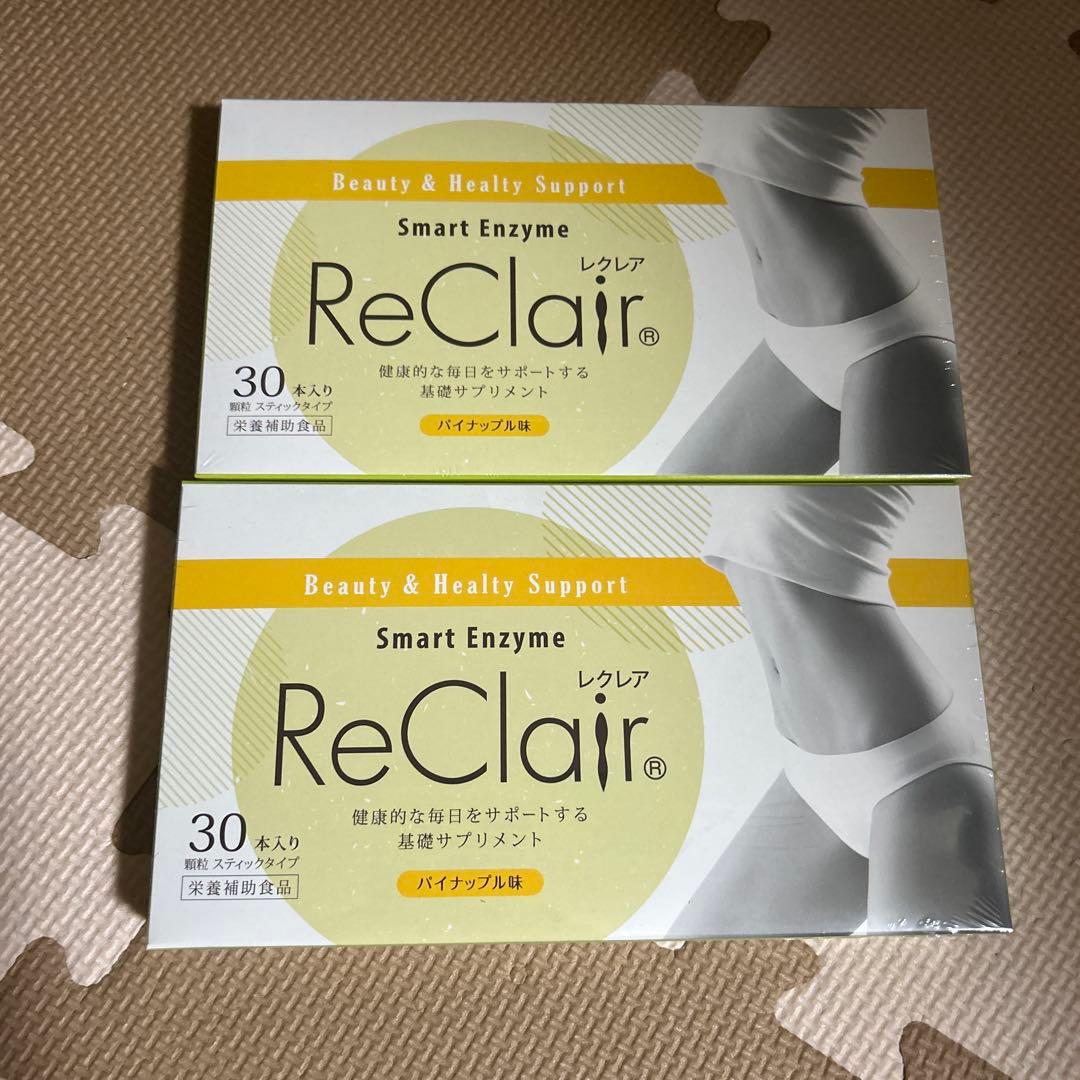 Beauty & Healty Support
Smart Enzyme
レクレア
ReClair®
健康的な毎日をサポートする
基礎サプリメント
パイナップル味
30本入り
顆粒 スティックタイプ
栄養補助食品
Beauty & Healty Support
Smart Enzyme
レクレア
ReClair®
健康的な毎日をサポートする
基礎サプリメント
パイナップル味
30本入り
顆粒 スティックタイプ
栄養補助食品